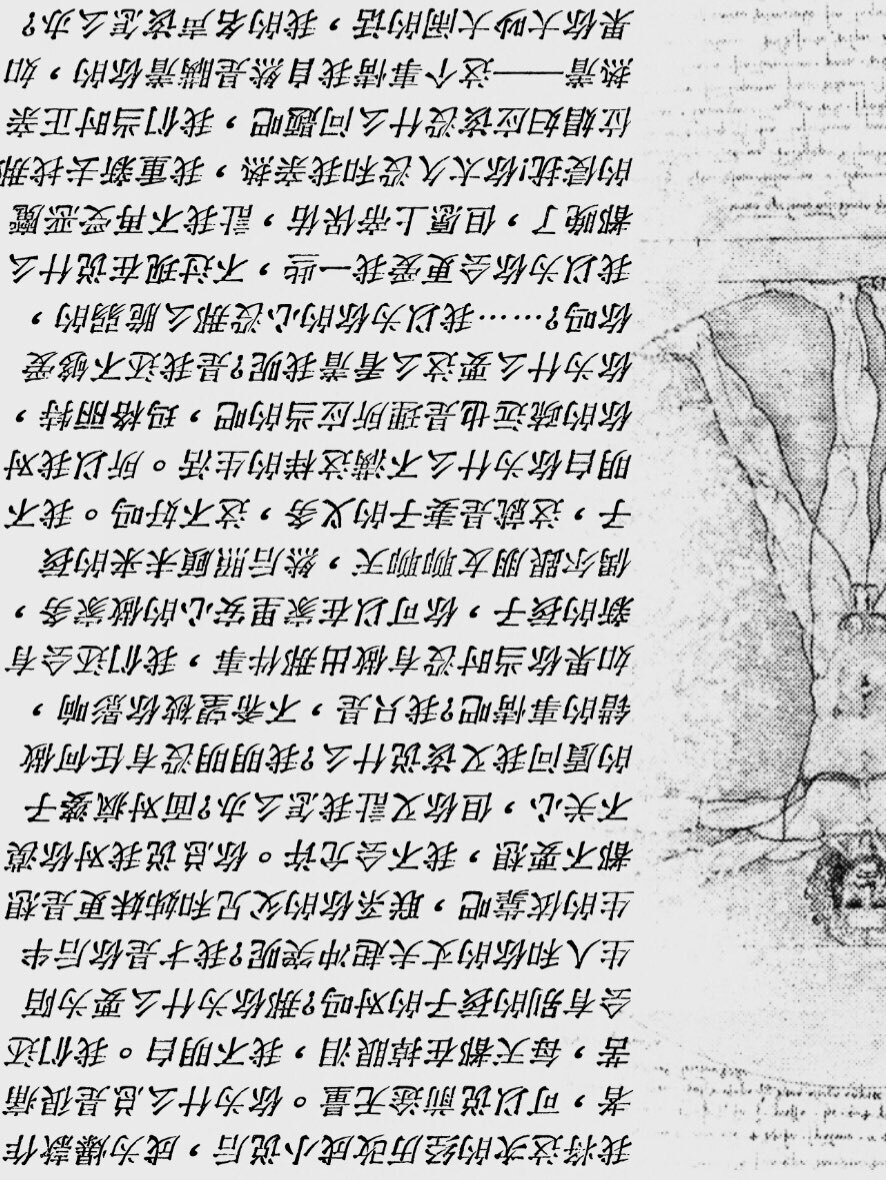 我将这次的经历改成小说后，成为爆款作
者，可以说前途无量。你为什么总是很痛
苦，每天都在掉眼泪，我不明白。我们还
会有别的孩子的对吗?那你为什么要为陌
生人和你的丈夫起冲突呢?我才是你后半
生的依靠吧，联系你的父兄和姊妹更是想
都不要想，我不会允许。你总说我对你漠
不关心，但你又訁我怎么办?面对疯婆子
的質问我又该说什么?我明明没有任何做
错的事情吧?我只是，不希望被你影响，
如果你当时没有做出那件事，我们还会有
新的孩子，你可以在家里安心的做家务，
偶尔跟朋友聊聊天，然后照顧未来的孩
子，这就是妻子的义务，这不好吗。我不
明白你为什么不满这样的生活。所以我对
你的疏远也是理所应当的吧，玛格丽特，
你为什么要这么看着我呢?是我还不够爱
你吗?……我以为你的心没那么脆弱的，
我以为你会更爱我一些，不过现在说什么
都晚了，但愿上帝保佑，訁我不再受恶魔
的侵扰!你太久没和我亲热，我重新去找那
位娼妇应该没什么问题吧，我们当时正亲
热着——这个事情我自然是瞒着你的，如
果你大吵大闹的话，我的名声该怎么办?